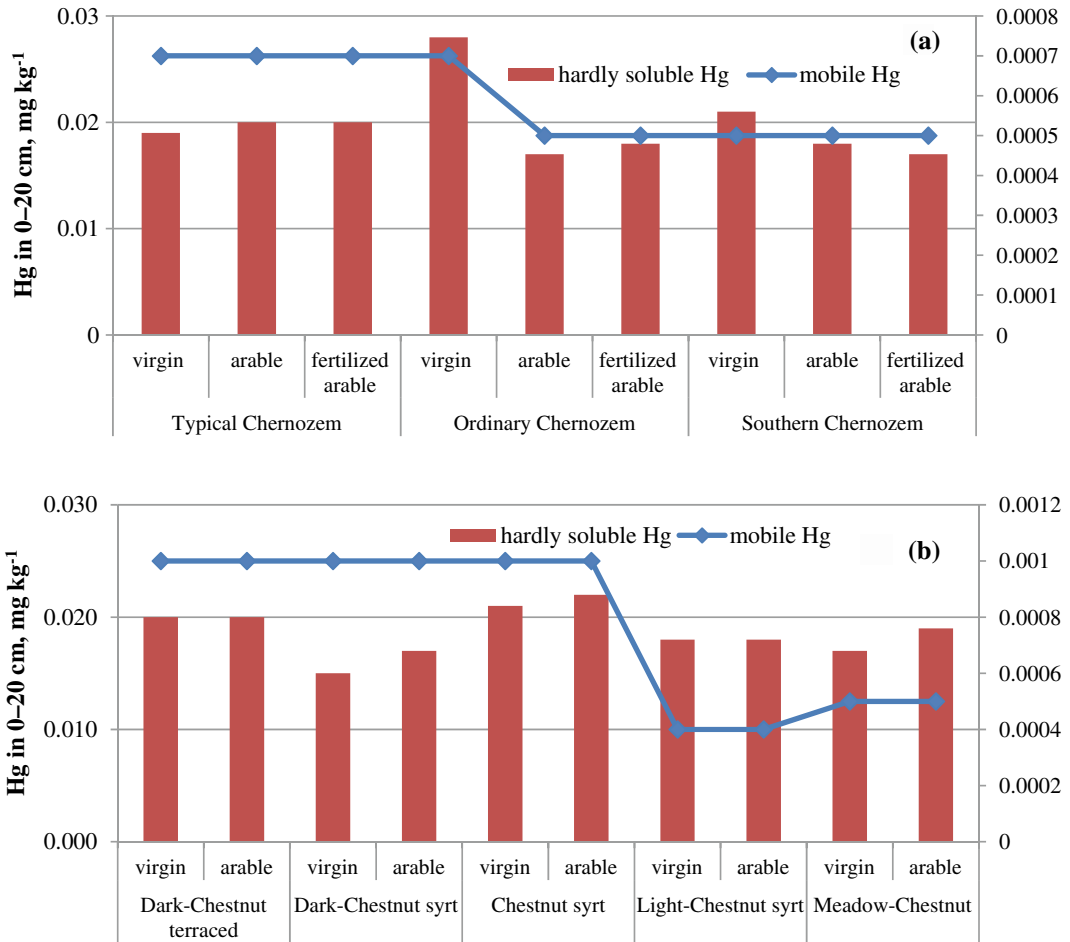 0.03
0.02
0.01
0
Hg in 0–20 cm, mg kg⁻¹
0.0008
0.0007
0.0006
0.0005
0.0004
0.0003
0.0002
0.0001
0
(a)
hardly soluble Hg
mobile Hg
virgin
arable
fertilized
arable
virgin
arable
fertilized
arable
virgin
arable
fertilized
arable
Typical Chernozem
Ordinary Chernozem
Southern Chernozem
0.030
0.020
0.010
0.000
Hg in 0–20 cm, mg kg⁻¹
0.0012
0.001
0.0008
0.0006
0.0004
0.0002
0
(b)
hardly soluble Hg
mobile Hg
virgin
arable
virgin
arable
virgin
arable
virgin
arable
virgin
arable
Dark-Chestnut
terraced
Dark-Chestnut syrt
Chestnut syrt
Light-Chestnut syrt
Meadow-Chestnut